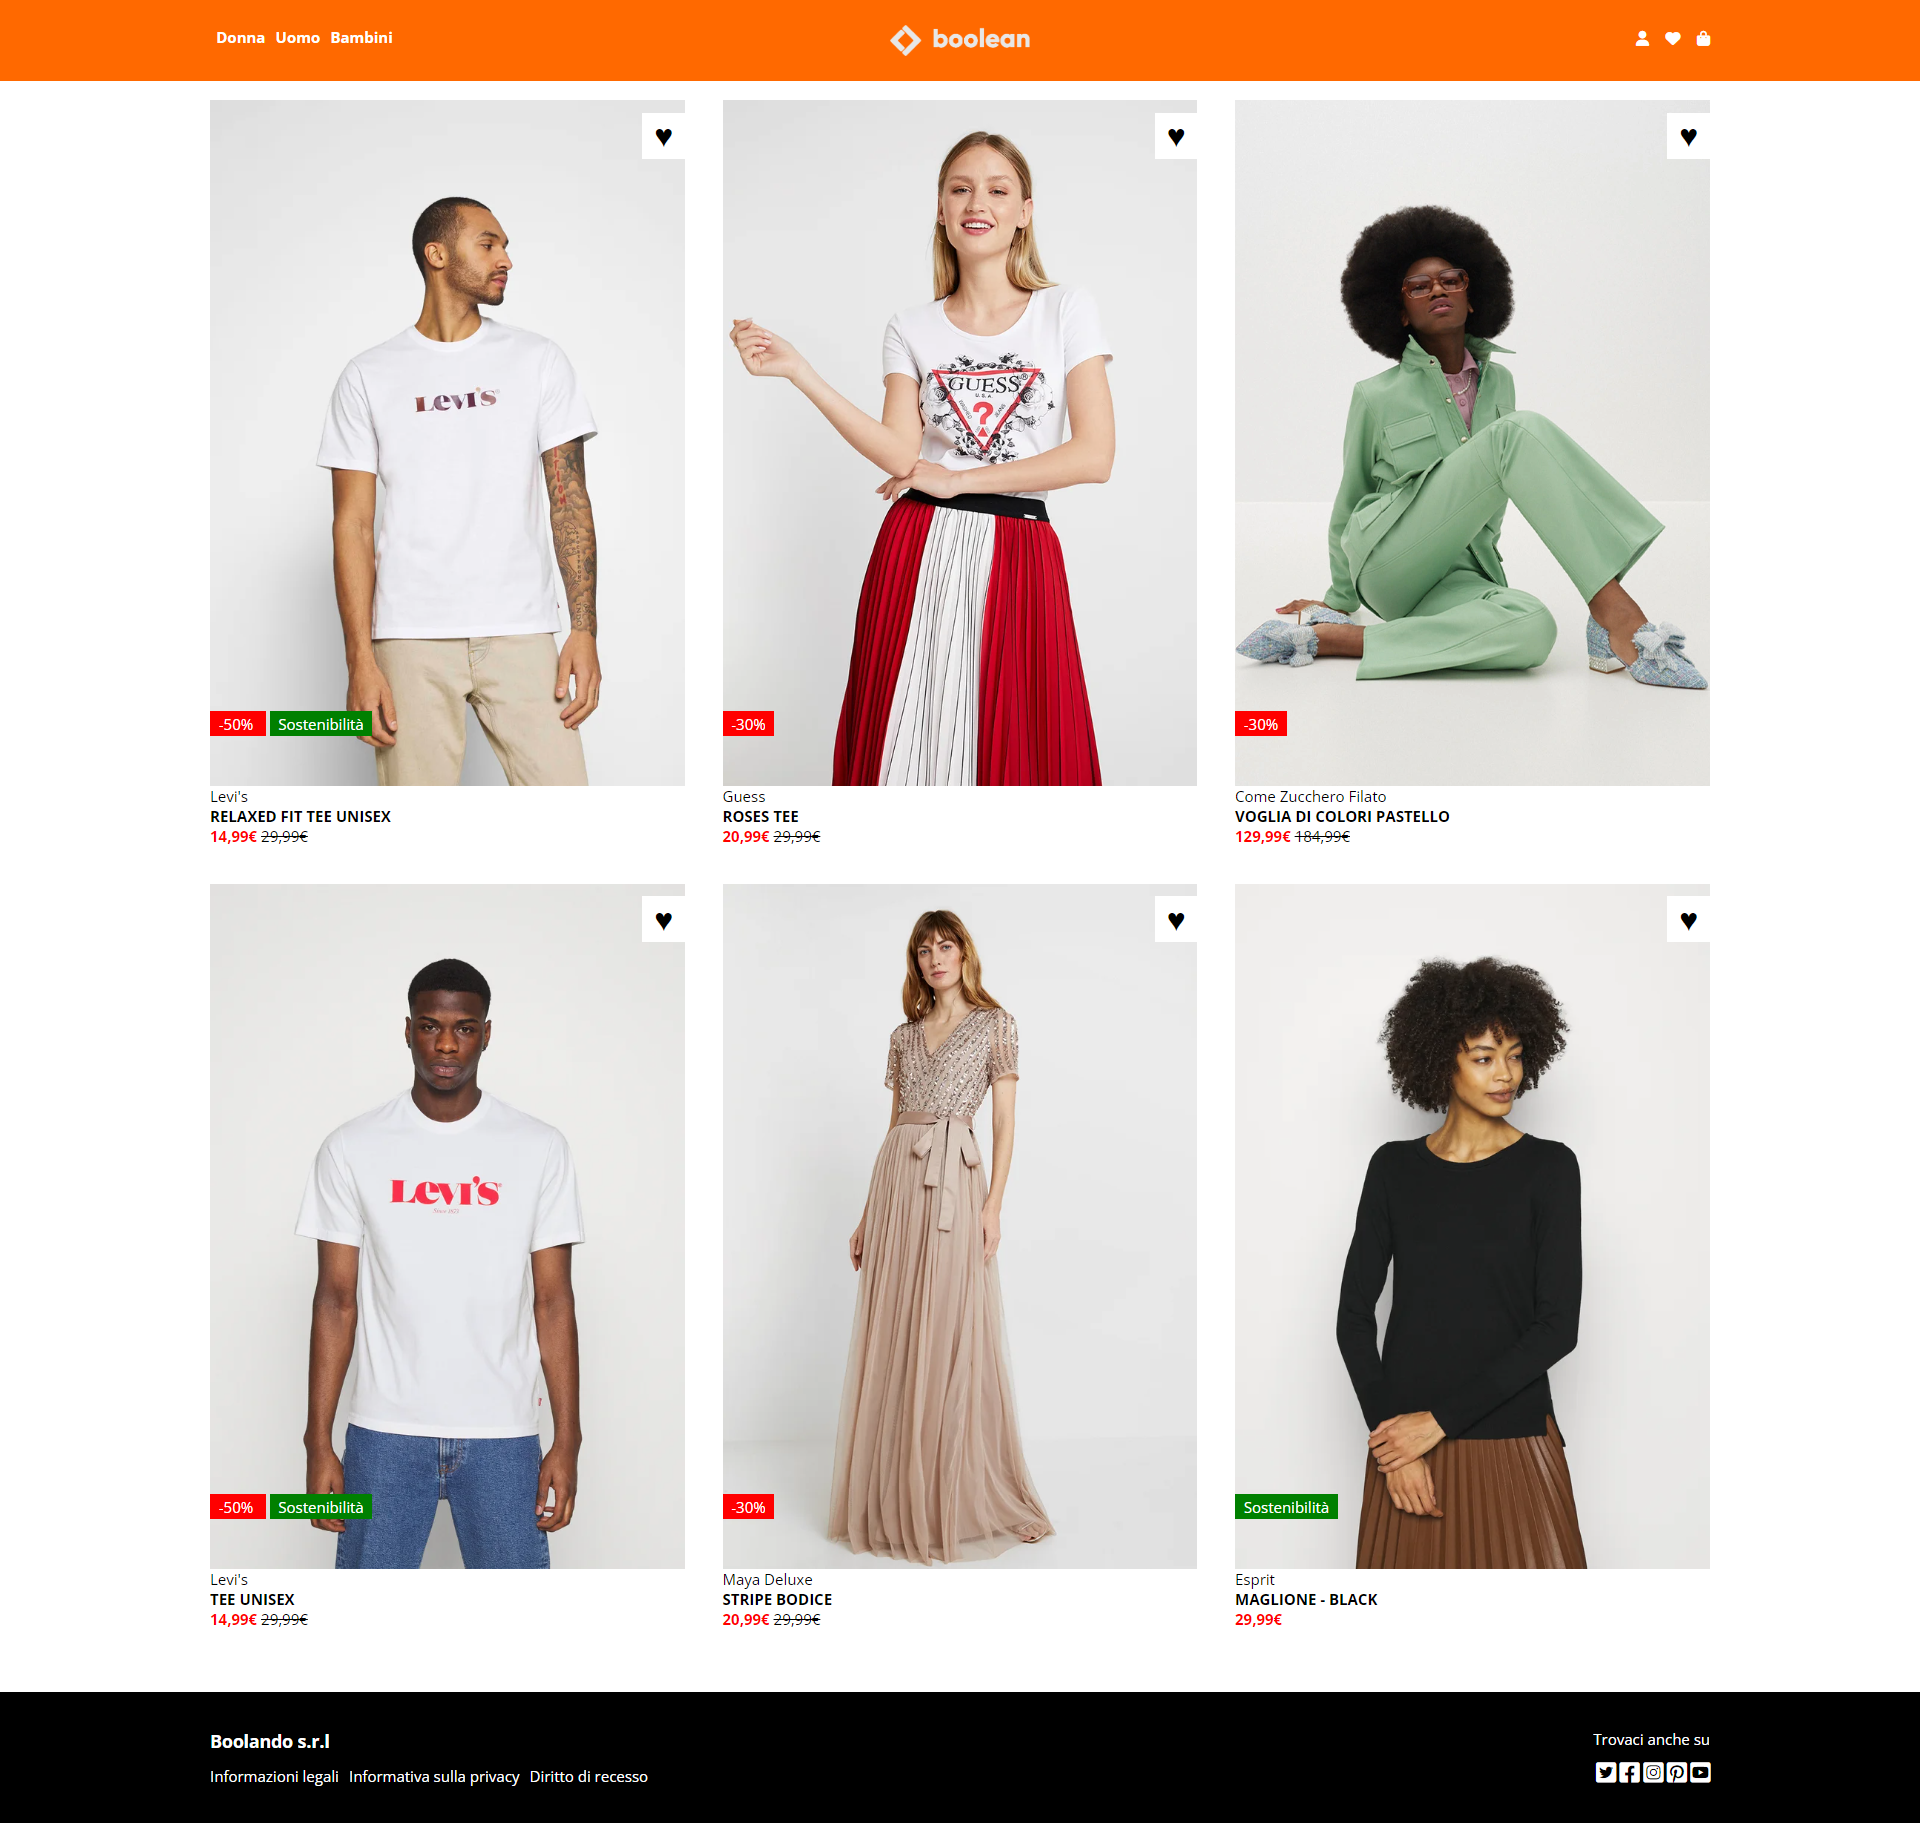 Donna Uomo Bambini
boolean
Levi's
GUESS
U.S.A.
?
-50% Sostenibilità
-30%
-30%
Levi's
RELAXED FIT TEE UNISEX
14,99€ 29,99€
Guess
ROSES TEE
20,99€ 29,99€
Come Zucchero Filato
VOGLIA DI COLORI PASTELLO
129,99€ 184,99€
Levi's
-50% Sostenibilità
-30%
Sostenibilità
Levi's
TEE UNISEX
14,99€ 29,99€
Maya Deluxe
STRIPE BODICE
20,99€ 29,99€
Esprit
MAGLIONE - BLACK
29,99€
Boolando s.r.l
Informazioni legali Informativa sulla privacy Diritto di recesso
Trovaci anche su